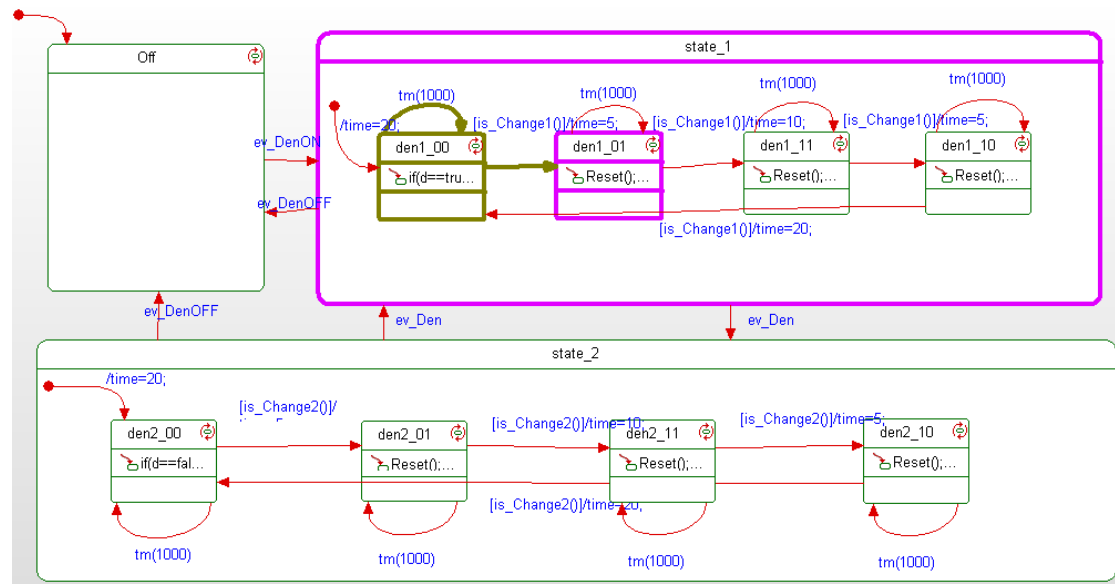 state_1
Off
tm(1000)
tm(1000)
tm(1000)
tm(1000)
/time=20;
[is_Change1()]/time=5;
[is_Change1()]/time=10;
[is_Change1()]/time=5;
den1_00
den1_01
den1_11
den1_10
ev_DenON
if(d==tru...
Reset();...
Reset();...
Reset();...
ev_DenOFF
[is_Change1()]/time=20;
ev_DenOFF
ev_Den
ev_Den
state_2
/time=20;
[is_Change2()]/
[is_Change2()]/time=10;
[is_Change2()]/time=5;
den2_00
den2_01
den2_11
den2_10
if(d==fal...
Reset();...
Reset();...
Reset();...
[is_Change2()]/time=20;
tm(1000)
tm(1000)
tm(1000)
tm(1000)